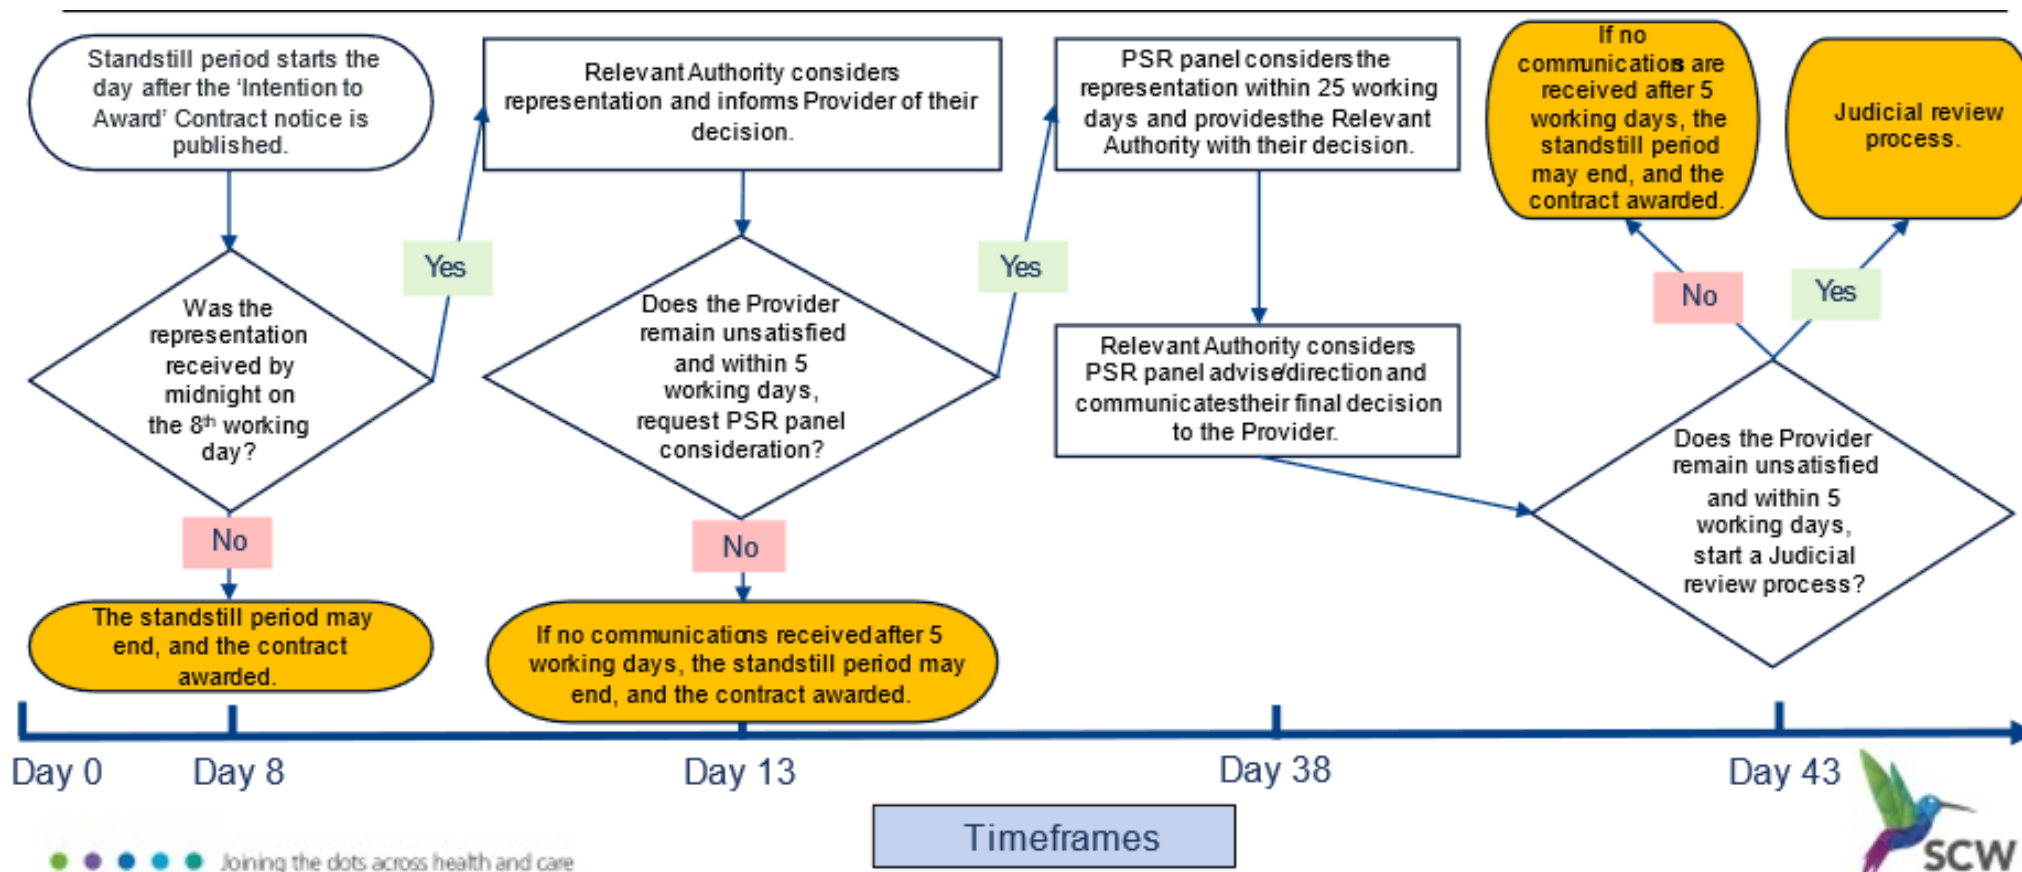 Standstill period starts the
day after the ‘Intention to
Award’ Contract notice is
published.
Was the
representation
received by
midnight on
the 8th working
day?
Yes
No
The standstill period may
end, and the contract
awarded.
Relevant Authority considers
representation and informs Provider of their
decision.
Does the Provider
remain unsatisfied
and within 5
working days,
request PSR panel
consideration?
Yes
No
If no communications received after 5
working days, the standstill period may
end, and the contract awarded.
PSR panel considers the
representation within 25 working
days and provides the Relevant
Authority with their decision.
Relevant Authority considers
PSR panel advise/direction and
communicates their final decision
to the Provider.
Does the Provider
remain unsatisfied
and within 5
working days,
start a Judicial
review process?
No
Yes
If no
communications are
received after 5
working days, the
standstill period
may end, and the
contract awarded.
Judicial review
process.
Day 0
Day 8
Day 13
Day 38
Day 43
Timeframes
Joining the dots across health and care
SCW